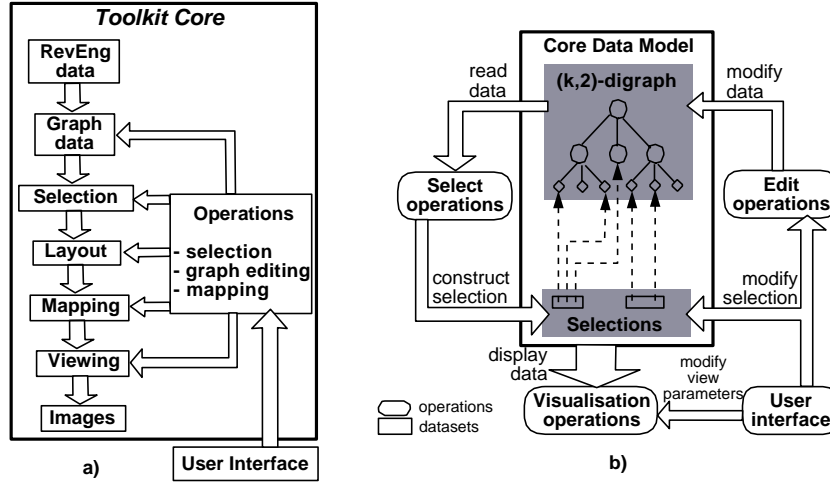 Toolkit Core
RevEng
data
Graph
data
Selection
Layout
Mapping
Viewing
Images
Operations
- selection
- graph editing
- mapping
User Interface
a)
Core Data Model
(k,2)-digraph
read
data
modify
data
Select
operations
Edit
operations
construct
selection
modify
selection
Selections
display
data
modify
view
parameters
Visualisation
operations
User
interface
operations
datasets
b)